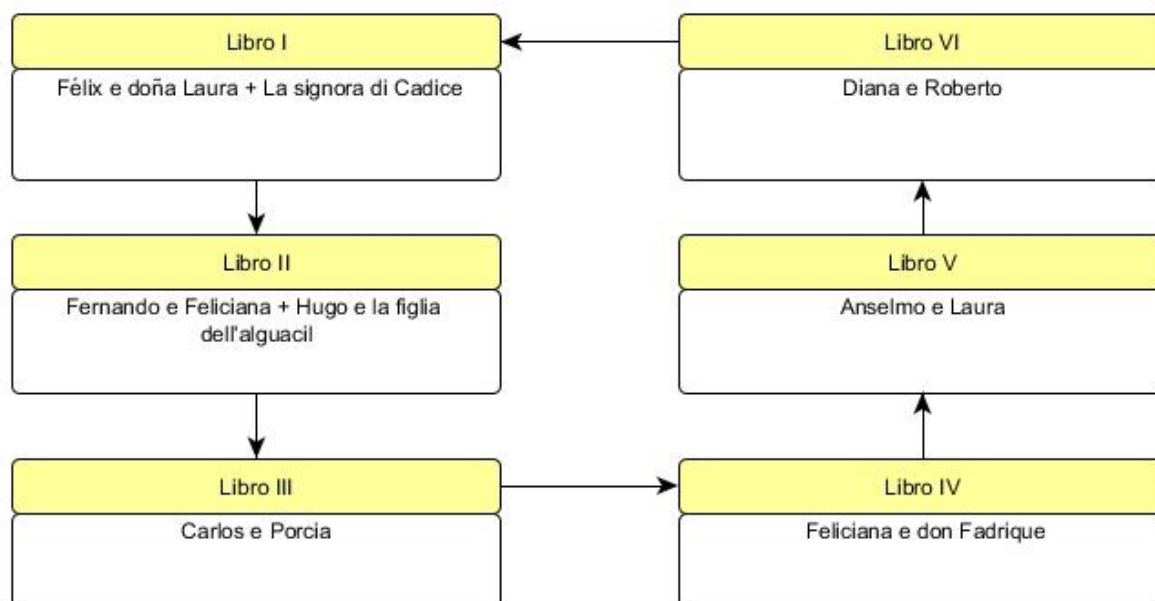 Libro I
Félix e doña Laura + La signora di Cadice
Libro II
Fernando e Feliciana + Hugo e la figlia
dell'alguacil
Libro III
Carlos e Porcia
Libro IV
Feliciana e don Fadrique
Libro V
Anselmo e Laura
Libro VI
Diana e Roberto